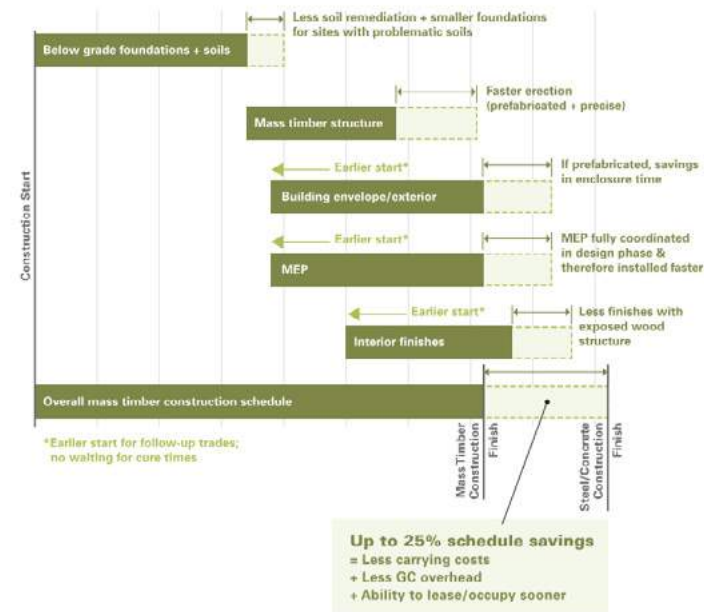 Less soil remediation + smaller foundations
for sites with problematic soils
Below grade foundations + soils
Faster erection
(prefabricated + precise)
Mass timber structure
Earlier start*
If prefabricated, savings
in enclosure time
Building envelope/exterior
Earlier start*
MEP fully coordinated
in design phase &
therefore installed faster
MEP
Earlier start*
Less finishes with
exposed wood
structure
Interior finishes
Construction Start
Overall mass timber construction schedule
*Earlier start for follow-up trades;
no waiting for cure times
Mass Timber
Construction
Finish
Steel/Concrete
Construction
Finish
Up to 25% schedule savings
= Less carrying costs
+ Less GC overhead
+ Ability to lease/occupy sooner